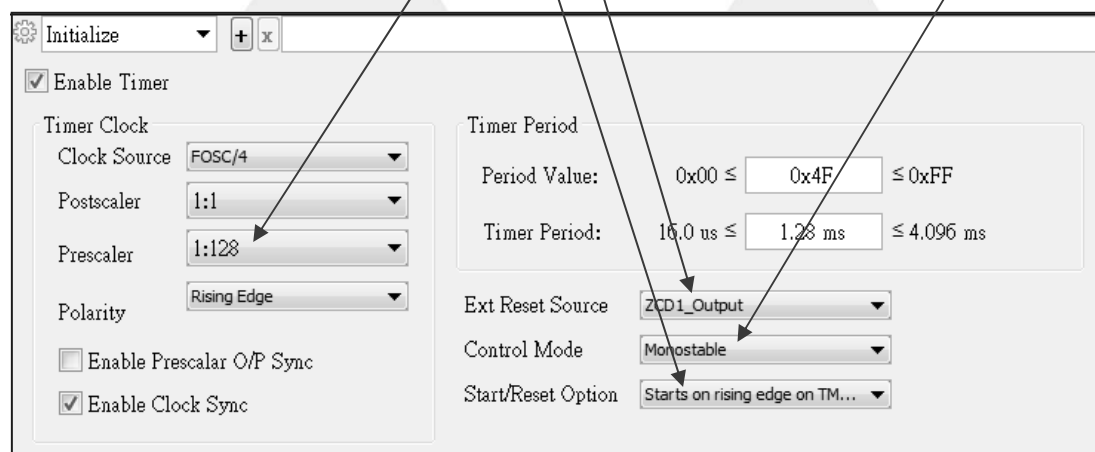 Initialize + x
Enable Timer
Timer Clock
Clock Source FOSC/4
Postscaler 1:1
Prescaler 1:128
Polarity Rising Edge
Enable Prescalar O/P Sync
Enable Clock Sync
Timer Period
Period Value: 0x00 ≤ 0x4F ≤ 0xFF
Timer Period: 16.0 us ≤ 1.28 ms ≤ 4.096 ms
Ext Reset Source ZCD1_Output
Control Mode Monostable
Start/Reset Option Starts on rising edge on TM...